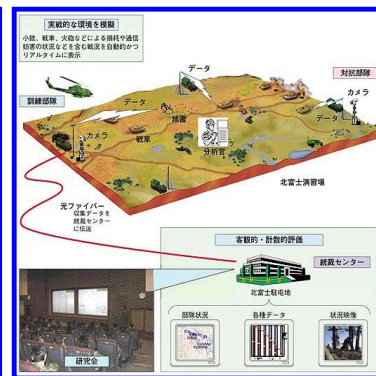 実戦的な環境を模擬
小銃、戦車、火砲などによる損耗や通信
妨害の状況などを含む戦況を自動的かつ
リアルタイムに表示
データ
対抗部隊
訓練部隊
データ
カメラ
データ
地雷
カメラ
戦車
分析官
北富士演習場
光ファイバー
収集データを
統裁センター
に伝送
客観的・計数的評価
統裁センター
北富士駐屯地
部隊状況
各種データ
状況映像
研究会